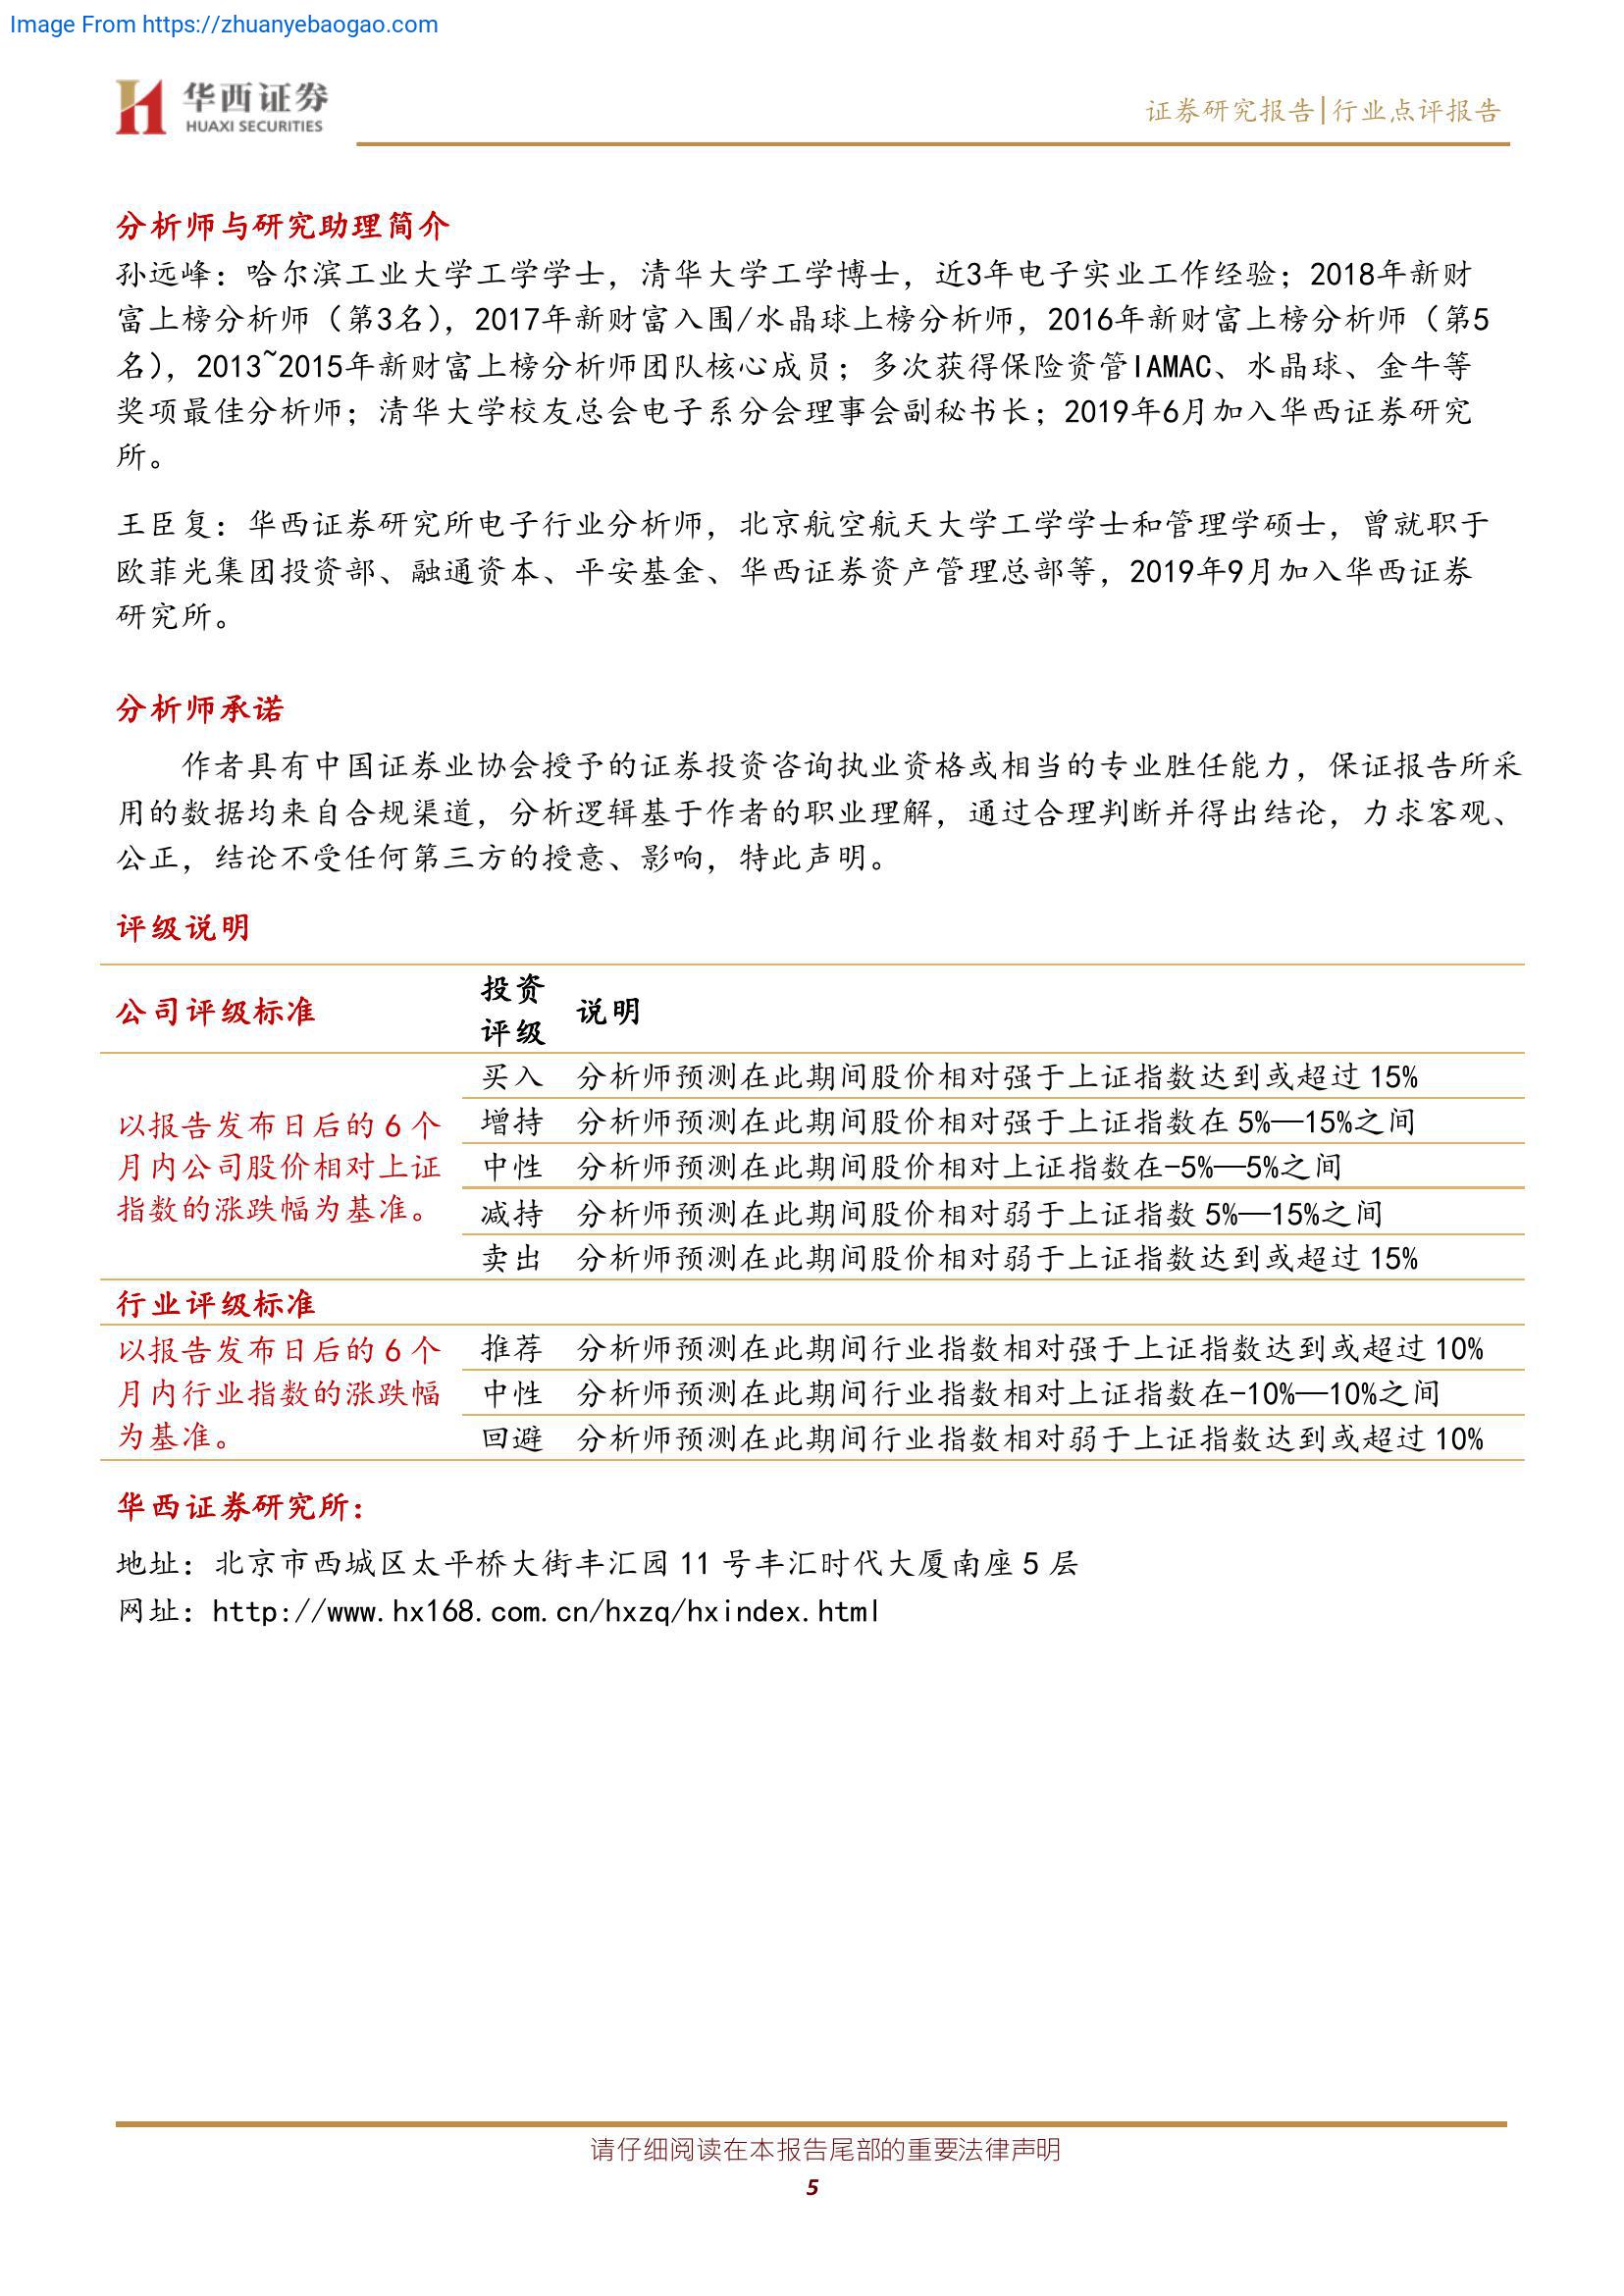 Image From https://zhuanyebaogao.com
华西证券
HUAXI SECURITIES
证券研究报告|行业点评报告
分析师与研究助理简介
孙远峰：哈尔滨工业大学工学学士，清华大学工学博士，近3年电子实业工作经验；2018年新财
富上榜分析师（第3名），2017年新财富入围/水晶球上榜分析师，2016年新财富上榜分析师（第5
名），2013~2015年新财富上榜分析师团队核心成员；多次获得保险资管IAMAC、水晶球、金牛等
奖项最佳分析师；清华大学校友总会电子系分会理事会副秘书长；2019年6月加入华西证券研究
所。
王臣复：华西证券研究所电子行业分析师，北京航空航天大学工学学士和管理学硕士，曾就职于
欧菲光集团投资部、融通资本、平安基金、华西证券资产管理总部等，2019年9月加入华西证券
研究所。
分析师承诺
作者具有中国证券业协会授予的证券投资咨询执业资格或相当的专业胜任能力，保证报告所采
用的数据均来自合规渠道，分析逻辑基于作者的职业理解，通过合理判断并得出结论，力求客观、
公正，结论不受任何第三方的授意、影响，特此声明。
评级说明
公司评级标准
投资
评级
说明
以报告发布日后的 6 个
月内公司股价相对上证
指数的涨跌幅为基准。
买入 分析师预测在此期间股价相对强于上证指数达到或超过 15%
增持 分析师预测在此期间股价相对强于上证指数在 5%—15%之间
中性 分析师预测在此期间股价相对上证指数在-5%—5%之间
减持 分析师预测在此期间股价相对弱于上证指数 5%—15%之间
卖出 分析师预测在此期间股价相对弱于上证指数达到或超过 15%
行业评级标准
以报告发布日后的 6 个
月内行业指数的涨跌幅
为基准。
推荐 分析师预测在此期间行业指数相对强于上证指数达到或超过 10%
中性 分析师预测在此期间行业指数相对上证指数在-10%—10%之间
回避 分析师预测在此期间行业指数相对弱于上证指数达到或超过 10%
华西证券研究所：
地址：北京市西城区太平桥大街丰汇园 11 号丰汇时代大厦南座 5 层
网址：http://www.hx168.com.cn/hxzq/hxindex.html
请仔细阅读在本报告尾部的重要法律声明
5